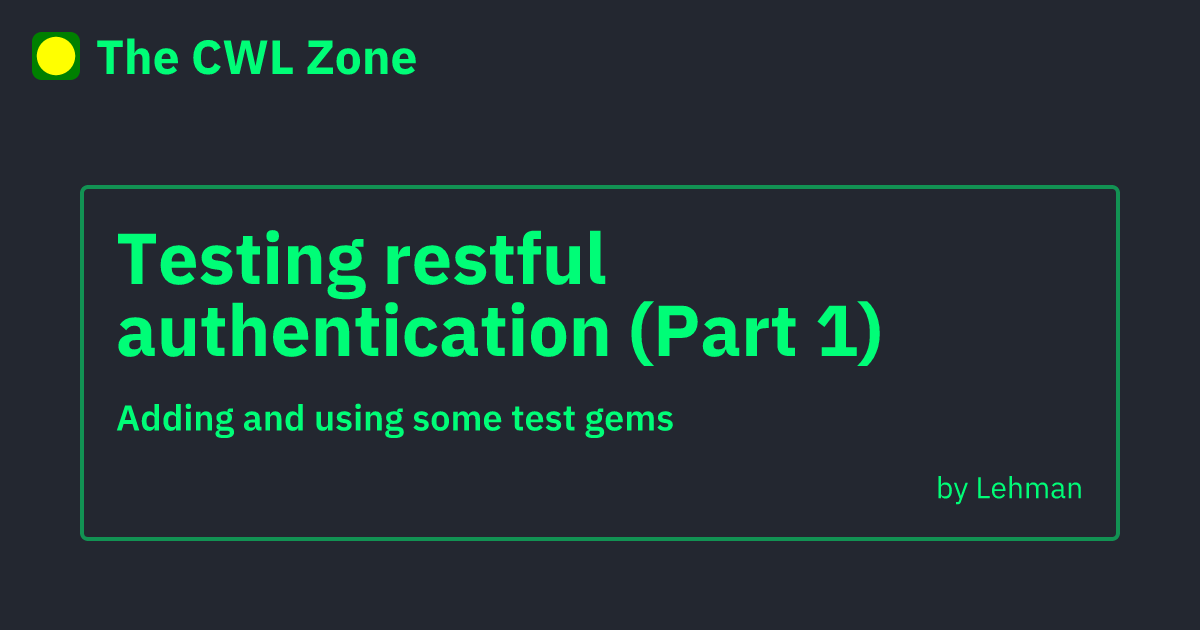 The CWL Zone
Testing restful
authentication (Part 1)
Adding and using some test gems
by Lehman